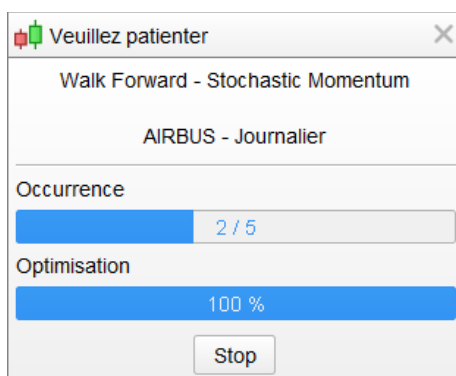 Veuillez patienter
Walk Forward - Stochastic Momentum
AIRBUS - Journalier
Occurrence
2 / 5
Optimisation
100 %
Stop